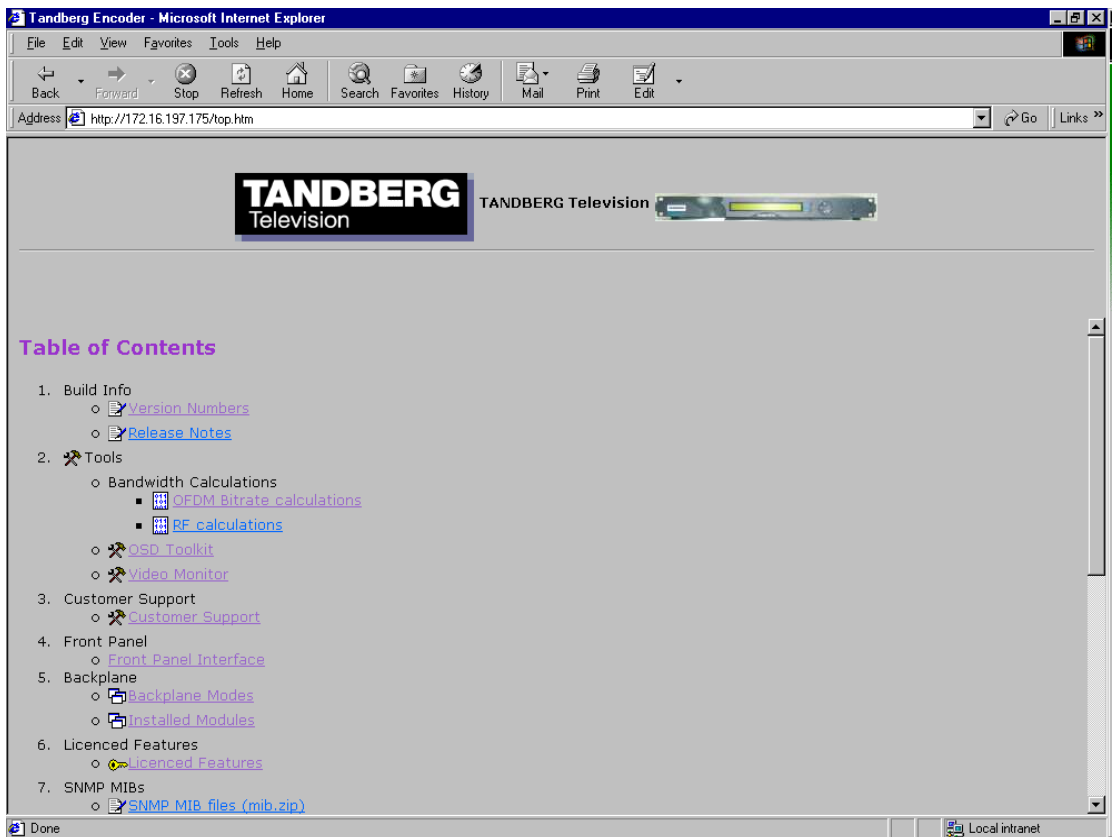 Tandberg Encoder - Microsoft Internet Explorer
File Edit View Favorites Tools Help
Back Forward Stop Refresh Home Search Favorites History Mail Print Edit
Address http://172.16.197.175/top.htm Go Links »
TANDBERG
Television
TANDBERG Television
Table of Contents
1. Build Info
Version Numbers
Release Notes
2. Tools
Bandwidth Calculations
OFDM Bitrate calculations
RF calculations
OSD Toolkit
Video Monitor
3. Customer Support
Customer Support
4. Front Panel
Front Panel Interface
5. Backplane
Backplane Modes
Installed Modules
6. Licenced Features
Licenced Features
7. SNMP MIBs
SNMP MIB files (mib.zip)
Done Local intranet